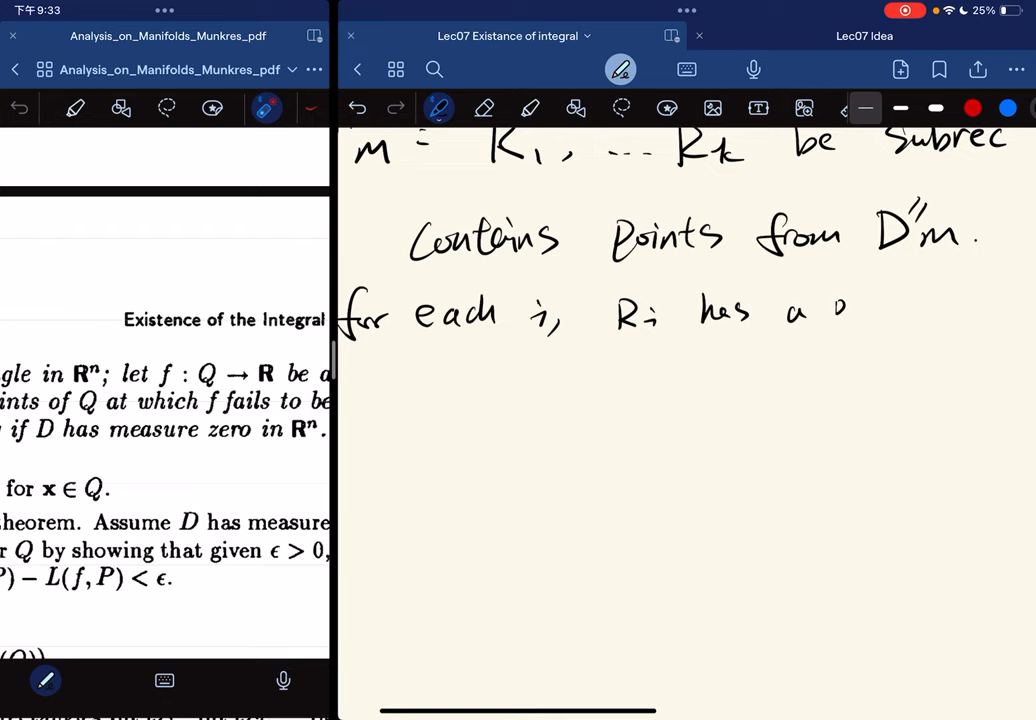 下午9:33
25%
Analysis_on_Manifolds_Munkres_pdf
Lec07 Existance of integral
Lec07 Idea
Analysis_on_Manifolds_Munkres_pdf
Existence of the Integral
gle in Rⁿ; let f : Q → R be a
ints of Q at which f fails to be
if D has measure zero in Rⁿ.
for x ∈ Q.
heorem. Assume D has measure
r Q by showing that given ϵ > 0,
P) − L(f, P) < ϵ.
(Q))
m = R1, ... Rk be subrec
Contains points from D''m.
for each i, Ri has a